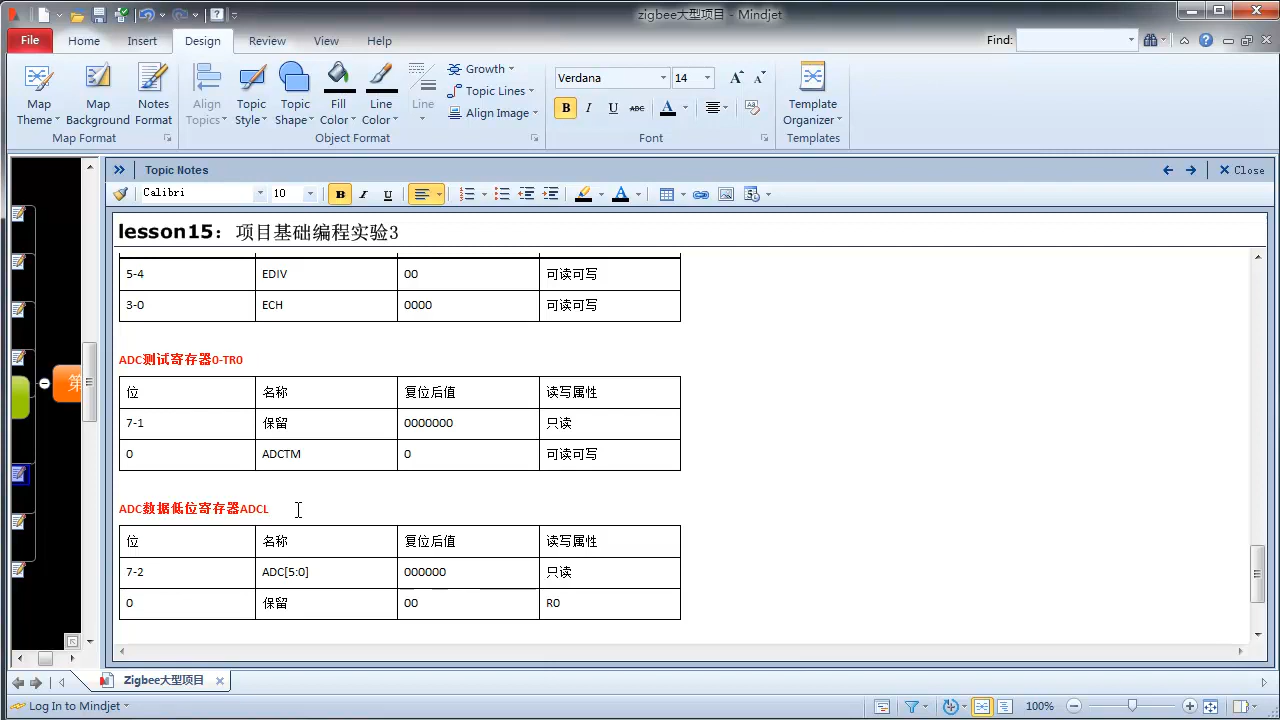 zigbee大型项目 - Mindjet
File Home Insert Design Review View Help Find:
Map Theme
Map Background
Notes Format
Align Topics
Topic Style
Topic Shape
Fill Color
Line Color
Line
Growth
Topic Lines
Align Image
Verdana 14
B I U ABC A
Template Organizer
Map Format Object Format Font Templates
Topic Notes Close
Calibri 10 B I U A
lesson15：项目基础编程实验3
5-4 EDIV 00 可读可写
3-0 ECH 0000 可读可写
ADC测试寄存器0-TR0
位 名称 复位后值 读写属性
7-1 保留 0000000 只读
0 ADCTM 0 可读可写
ADC数据低位寄存器ADCL
位 名称 复位后值 读写属性
7-2 ADC[5:0] 000000 只读
0 保留 00 R0
第
Zigbee大型项目
Log In to Mindjet 100%